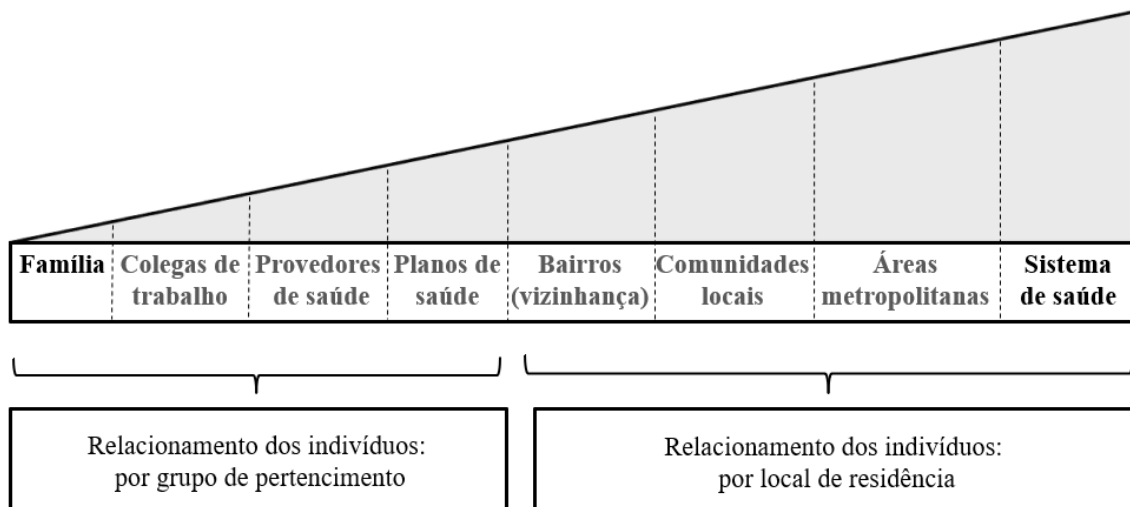 Família
Colegas de
trabalho
Provedores
de saúde
Planos de
saúde
Bairros
(vizinhança)
Comunidades
locais
Áreas
metropolitanas
Sistema
de saúde
Relacionamento dos indivíduos:
por grupo de pertencimento
Relacionamento dos indivíduos:
por local de residência